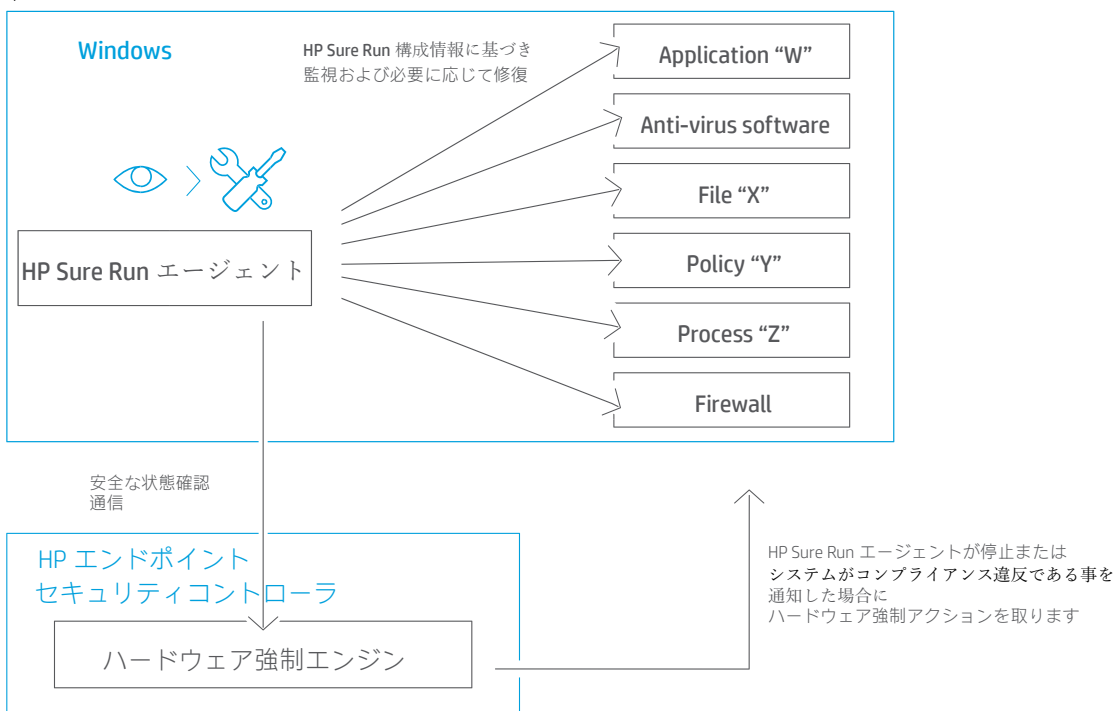 Windows
HP Sure Run 構成情報に基づき
監視および必要に応じて修復
Application “W”
Anti-virus software
File “X”
Policy “Y”
Process “Z”
Firewall
HP Sure Run エージェント
安全な状態確認
通信
HP エンドポイント
セキュリティコントローラ
ハードウェア強制エンジン
HP Sure Run エージェントが停止または
システムがコンプライアンス違反である事を
通知した場合に
ハードウェア強制アクションを取ります